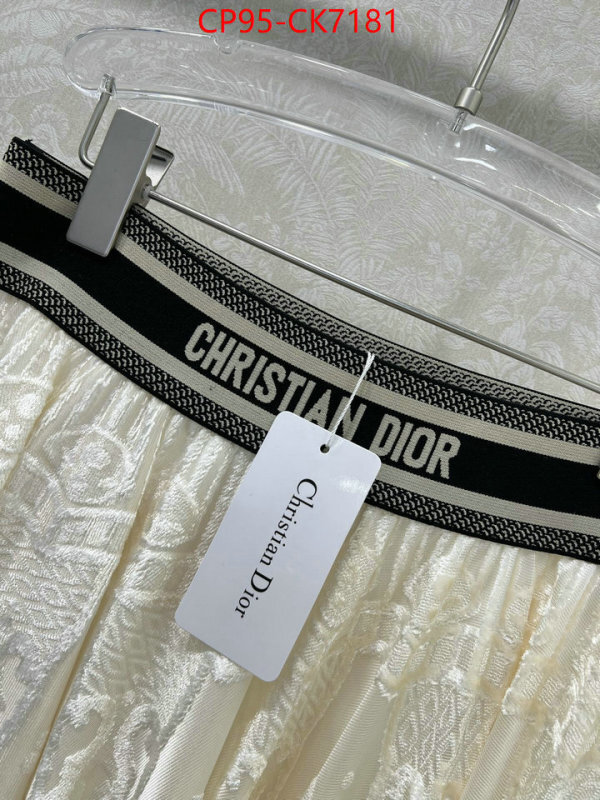 CP95-CK7181
CHRISTIAN DIOR
Christian Dior